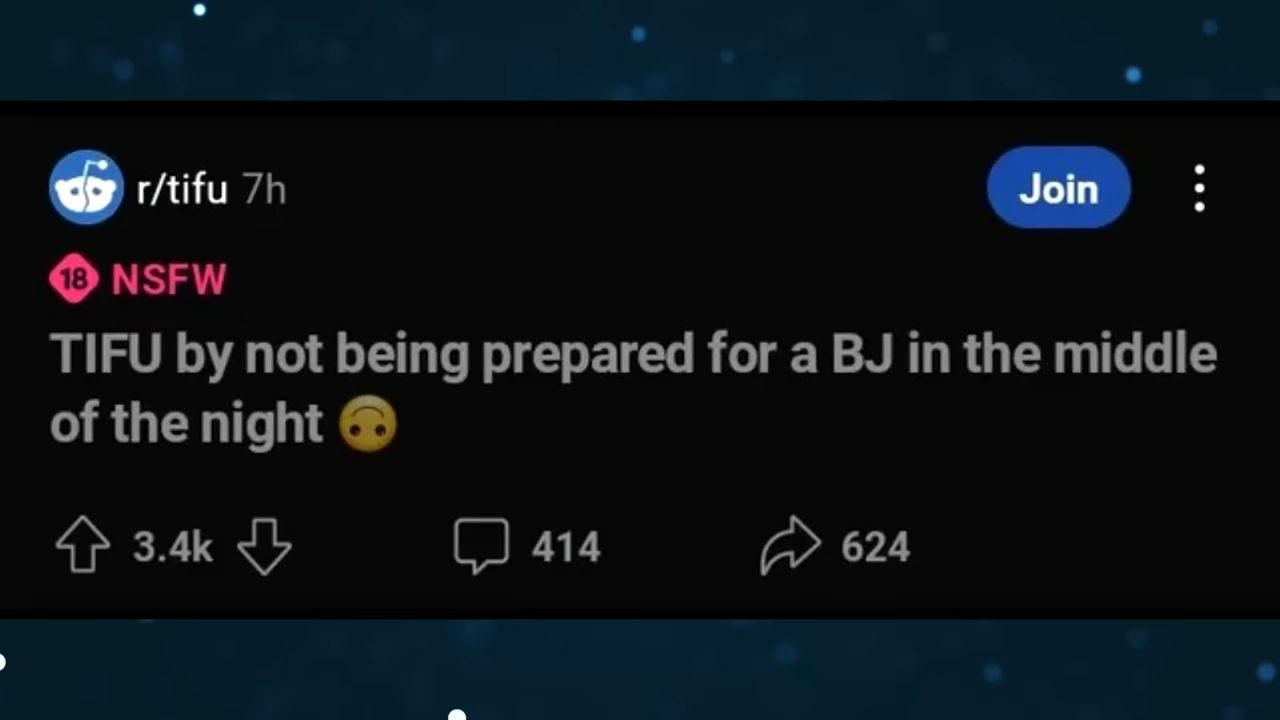 r/tifu 7h
Join
18 NSFW
TIFU by not being prepared for a BJ in the middle
of the night 🙃
3.4k 414 624